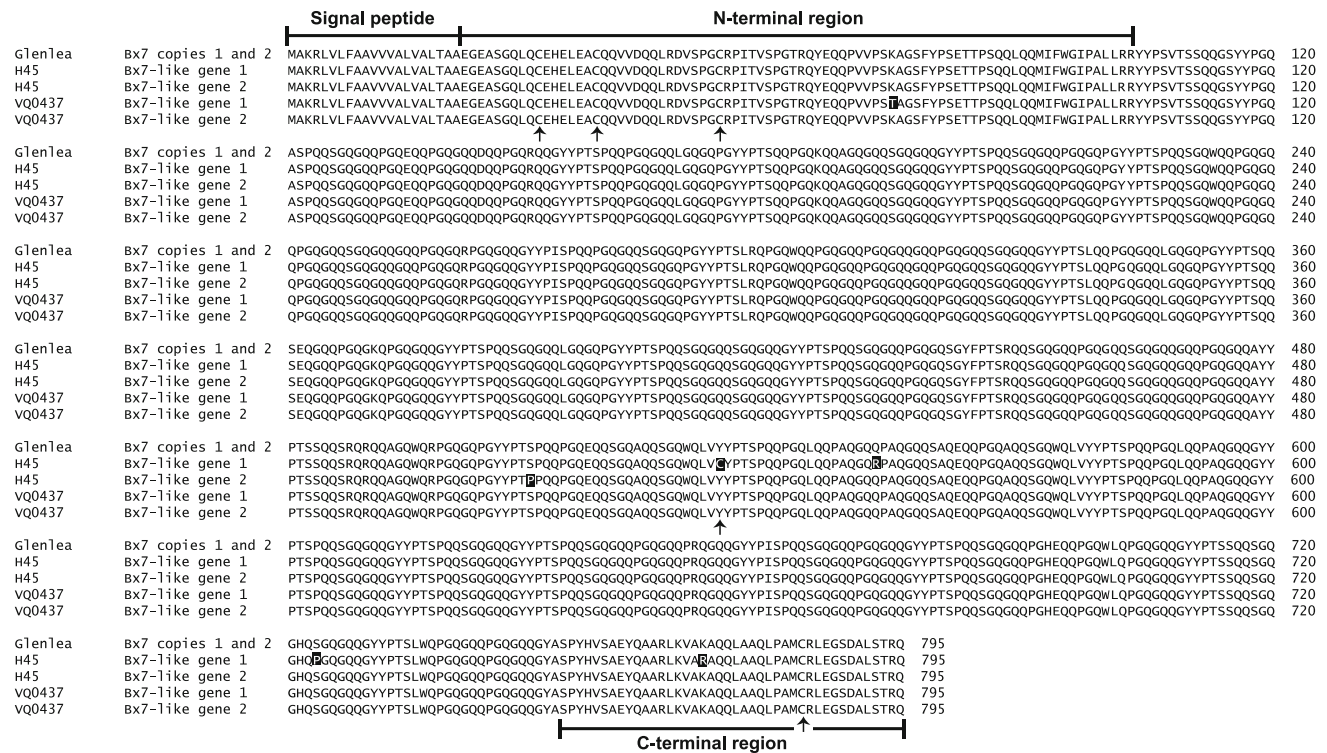 Signal peptide N-terminal region
Glenlea Bx7 copies 1 and 2 MAKRLVLFAAVVVALVALTAAEGEASGQLQCEHELEACQQVVDQQLRDVSPGCRPITVSPGTRQYEQQPVVPSKAGSFYPSETTPSQQLQQMIFWGIPALLRRYYPSVTSSQQGSYYPGQ 120
H45 Bx7-like gene 1 MAKRLVLFAAVVVALVALTAAEGEASGQLQCEHELEACQQVVDQQLRDVSPGCRPITVSPGTRQYEQQPVVPSKAGSFYPSETTPSQQLQQMIFWGIPALLRRYYPSVTSSQQGSYYPGQ 120
H45 Bx7-like gene 2 MAKRLVLFAAVVVALVALTAAEGEASGQLQCEHELEACQQVVDQQLRDVSPGCRPITVSPGTRQYEQQPVVPSKAGSFYPSETTPSQQLQQMIFWGIPALLRRYYPSVTSSQQGSYYPGQ 120
VQ0437 Bx7-like gene 1 MAKRLVLFAAVVVALVALTAAEGEASGQLQCEHELEACQQVVDQQLRDVSPGCRPITVSPGTRQYEQQPVVPSTAGSFYPSETTPSQQLQQMIFWGIPALLRRYYPSVTSSQQGSYYPGQ 120
VQ0437 Bx7-like gene 2 MAKRLVLFAAVVVALVALTAAEGEASGQLQCEHELEACQQVVDQQLRDVSPGCRPITVSPGTRQYEQQPVVPSKAGSFYPSETTPSQQLQQMIFWGIPALLRRYYPSVTSSQQGSYYPGQ 120
Glenlea Bx7 copies 1 and 2 ASPQQSGQGQQPGQEQQPGQGQQDQQPGQRQQGYYPTSPQQPGQGQQLGQGQPGYYPTSQQPGQKQQAGQGQQSGQGQQGYYPTSPQQSGQGQQPGQGQPGYYPTSPQQSGQWQQPGQGQ 240
H45 Bx7-like gene 1 ASPQQSGQGQQPGQEQQPGQGQQDQQPGQRQQGYYPTSPQQPGQGQQLGQGQPGYYPTSQQPGQKQQAGQGQQSGQGQQGYYPTSPQQSGQGQQPGQGQPGYYPTSPQQSGQWQQPGQGQ 240
H45 Bx7-like gene 2 ASPQQSGQGQQPGQEQQPGQGQQDQQPGQRQQGYYPTSPQQPGQGQQLGQGQPGYYPTSQQPGQKQQAGQGQQSGQGQQGYYPTSPQQSGQGQQPGQGQPGYYPTSPQQSGQWQQPGQGQ 240
VQ0437 Bx7-like gene 1 ASPQQSGQGQQPGQEQQPGQGQQDQQPGQRQQGYYPTSPQQPGQGQQLGQGQPGYYPTSQQPGQKQQAGQGQQSGQGQQGYYPTSPQQSGQGQQPGQGQPGYYPTSPQQSGQWQQPGQGQ 240
VQ0437 Bx7-like gene 2 ASPQQSGQGQQPGQEQQPGQGQQDQQPGQRQQGYYPTSPQQPGQGQQLGQGQPGYYPTSQQPGQKQQAGQGQQSGQGQQGYYPTSPQQSGQGQQPGQGQPGYYPTSPQQSGQWQQPGQGQ 240
Glenlea Bx7 copies 1 and 2 QPGQGQQSGQGQQGQQPGQGQRPGQGQQGYYPISPQQPGQGQQSGQGQPGYYPTSLRQPGQWQQPGQGQQPGQGQQGQQPGQGQQSGQGQQGYYPTSLQQPGQGQQLGQGQPGYYPTSQQ 360
H45 Bx7-like gene 1 QPGQGQQSGQGQQGQQPGQGQRPGQGQQGYYPISPQQPGQGQQSGQGQPGYYPTSLRQPGQWQQPGQGQQPGQGQQGQQPGQGQQSGQGQQGYYPTSLQQPGQGQQLGQGQPGYYPTSQQ 360
H45 Bx7-like gene 2 QPGQGQQSGQGQQGQQPGQGQRPGQGQQGYYPISPQQPGQGQQSGQGQPGYYPTSLRQPGQWQQPGQGQQPGQGQQGQQPGQGQQSGQGQQGYYPTSLQQPGQGQQLGQGQPGYYPTSQQ 360
VQ0437 Bx7-like gene 1 QPGQGQQSGQGQQGQQPGQGQRPGQGQQGYYPISPQQPGQGQQSGQGQPGYYPTSLRQPGQWQQPGQGQQPGQGQQGQQPGQGQQSGQGQQGYYPTSLQQPGQGQQLGQGQPGYYPTSQQ 360
VQ0437 Bx7-like gene 2 QPGQGQQSGQGQQGQQPGQGQRPGQGQQGYYPISPQQPGQGQQSGQGQPGYYPTSLRQPGQWQQPGQGQQPGQGQQGQQPGQGQQSGQGQQGYYPTSLQQPGQGQQLGQGQPGYYPTSQQ 360
Glenlea Bx7 copies 1 and 2 SEQGQQPGQGKQPGQGQQGYYPTSPQQSGQGQQLGQGQPGYYPTSPQQSGQGQQSGQGQQGYYPTSPQQSGQGQQPGQGQSGYFPTSRQQSGQGQQPGQGQQSGQGQQGQQPGQGQQAYY 480
H45 Bx7-like gene 1 SEQGQQPGQGKQPGQGQQGYYPTSPQQSGQGQQLGQGQPGYYPTSPQQSGQGQQSGQGQQGYYPTSPQQSGQGQQPGQGQSGYFPTSRQQSGQGQQPGQGQQSGQGQQGQQPGQGQQAYY 480
H45 Bx7-like gene 2 SEQGQQPGQGKQPGQGQQGYYPTSPQQSGQGQQLGQGQPGYYPTSPQQSGQGQQSGQGQQGYYPTSPQQSGQGQQPGQGQSGYFPTSRQQSGQGQQPGQGQQSGQGQQGQQPGQGQQAYY 480
VQ0437 Bx7-like gene 1 SEQGQQPGQGKQPGQGQQGYYPTSPQQSGQGQQLGQGQPGYYPTSPQQSGQGQQSGQGQQGYYPTSPQQSGQGQQPGQGQSGYFPTSRQQSGQGQQPGQGQQSGQGQQGQQPGQGQQAYY 480
VQ0437 Bx7-like gene 2 SEQGQQPGQGKQPGQGQQGYYPTSPQQSGQGQQLGQGQPGYYPTSPQQSGQGQQSGQGQQGYYPTSPQQSGQGQQPGQGQSGYFPTSRQQSGQGQQPGQGQQSGQGQQGQQPGQGQQAYY 480
Glenlea Bx7 copies 1 and 2 PTSSQQSRQRQQAGQWQRPGQGQPGYYPTSPQQPGQEQQSGQAQQSGQWQLVYYPTSPQQPGQLQQPAQGQQPAQGQQSAQEQQPGQAQQSGQWQLVYYPTSPQQPGQLQQPAQGQQGYY 600
H45 Bx7-like gene 1 PTSSQQSRQRQQAGQWQRPGQGQPGYYPTSPQQPGQEQQSGQAQQSGQWQLVCYPTSPQQPGQLQQPAQGQRPAQGQQSAQEQQPGQAQQSGQWQLVYYPTSPQQPGQLQQPAQGQQGYY 600
H45 Bx7-like gene 2 PTSSQQSRQRQQAGQWQRPGQGQPGYYPTPPQQPGQEQQSGQAQQSGQWQLVYYPTSPQQPGQLQQPAQGQQPAQGQQSAQEQQPGQAQQSGQWQLVYYPTSPQQPGQLQQPAQGQQGYY 600
VQ0437 Bx7-like gene 1 PTSSQQSRQRQQAGQWQRPGQGQPGYYPTSPQQPGQEQQSGQAQQSGQWQLVYYPTSPQQPGQLQQPAQGQQPAQGQQSAQEQQPGQAQQSGQWQLVYYPTSPQQPGQLQQPAQGQQGYY 600
VQ0437 Bx7-like gene 2 PTSSQQSRQRQQAGQWQRPGQGQPGYYPTSPQQPGQEQQSGQAQQSGQWQLVYYPTSPQQPGQLQQPAQGQQPAQGQQSAQEQQPGQAQQSGQWQLVYYPTSPQQPGQLQQPAQGQQGYY 600
Glenlea Bx7 copies 1 and 2 PTSPQQSGQGQQGYYPTSPQQSGQGQQGYYPTSPQQSGQGQQPGQGQQPRQGQQGYYPISPQQSGQGQQPGQGQQGYYPTSPQQSGQGQQPGHEQQPGQWLQPGQGQQGYYPTSSQQSGQ 720
H45 Bx7-like gene 1 PTSPQQSGQGQQGYYPTSPQQSGQGQQGYYPTSPQQSGQGQQPGQGQQPRQGQQGYYPISPQQSGQGQQPGQGQQGYYPTSPQQSGQGQQPGHEQQPGQWLQPGQGQQGYYPTSSQQSGQ 720
H45 Bx7-like gene 2 PTSPQQSGQGQQGYYPTSPQQSGQGQQGYYPTSPQQSGQGQQPGQGQQPRQGQQGYYPISPQQSGQGQQPGQGQQGYYPTSPQQSGQGQQPGHEQQPGQWLQPGQGQQGYYPTSSQQSGQ 720
VQ0437 Bx7-like gene 1 PTSPQQSGQGQQGYYPTSPQQSGQGQQGYYPTSPQQSGQGQQPGQGQQPRQGQQGYYPISPQQSGQGQQPGQGQQGYYPTSPQQSGQGQQPGHEQQPGQWLQPGQGQQGYYPTSSQQSGQ 720
VQ0437 Bx7-like gene 2 PTSPQQSGQGQQGYYPTSPQQSGQGQQGYYPTSPQQSGQGQQPGQGQQPRQGQQGYYPISPQQSGQGQQPGQGQQGYYPTSPQQSGQGQQPGHEQQPGQWLQPGQGQQGYYPTSSQQSGQ 720
Glenlea Bx7 copies 1 and 2 GHQSGQGQQGYYPTSLWQPGQGQQPGQGQQGYASPYHVSAEYQAARLKVAKAQQLAAQLPAMCRLEGSDALSTRQ 795
H45 Bx7-like gene 1 GHQPGQGQQGYYPTSLWQPGQGQQPGQGQQGYASPYHVSAEYQAARLKVARAQQLAAQLPAMCRLEGSDALSTRQ 795
H45 Bx7-like gene 2 GHQSGQGQQGYYPTSLWQPGQGQQPGQGQQGYASPYHVSAEYQAARLKVAKAQQLAAQLPAMCRLEGSDALSTRQ 795
VQ0437 Bx7-like gene 1 GHQSGQGQQGYYPTSLWQPGQGQQPGQGQQGYASPYHVSAEYQAARLKVAKAQQLAAQLPAMCRLEGSDALSTRQ 795
VQ0437 Bx7-like gene 2 GHQSGQGQQGYYPTSLWQPGQGQQPGQGQQGYASPYHVSAEYQAARLKVAKAQQLAAQLPAMCRLEGSDALSTRQ 795
C-terminal region